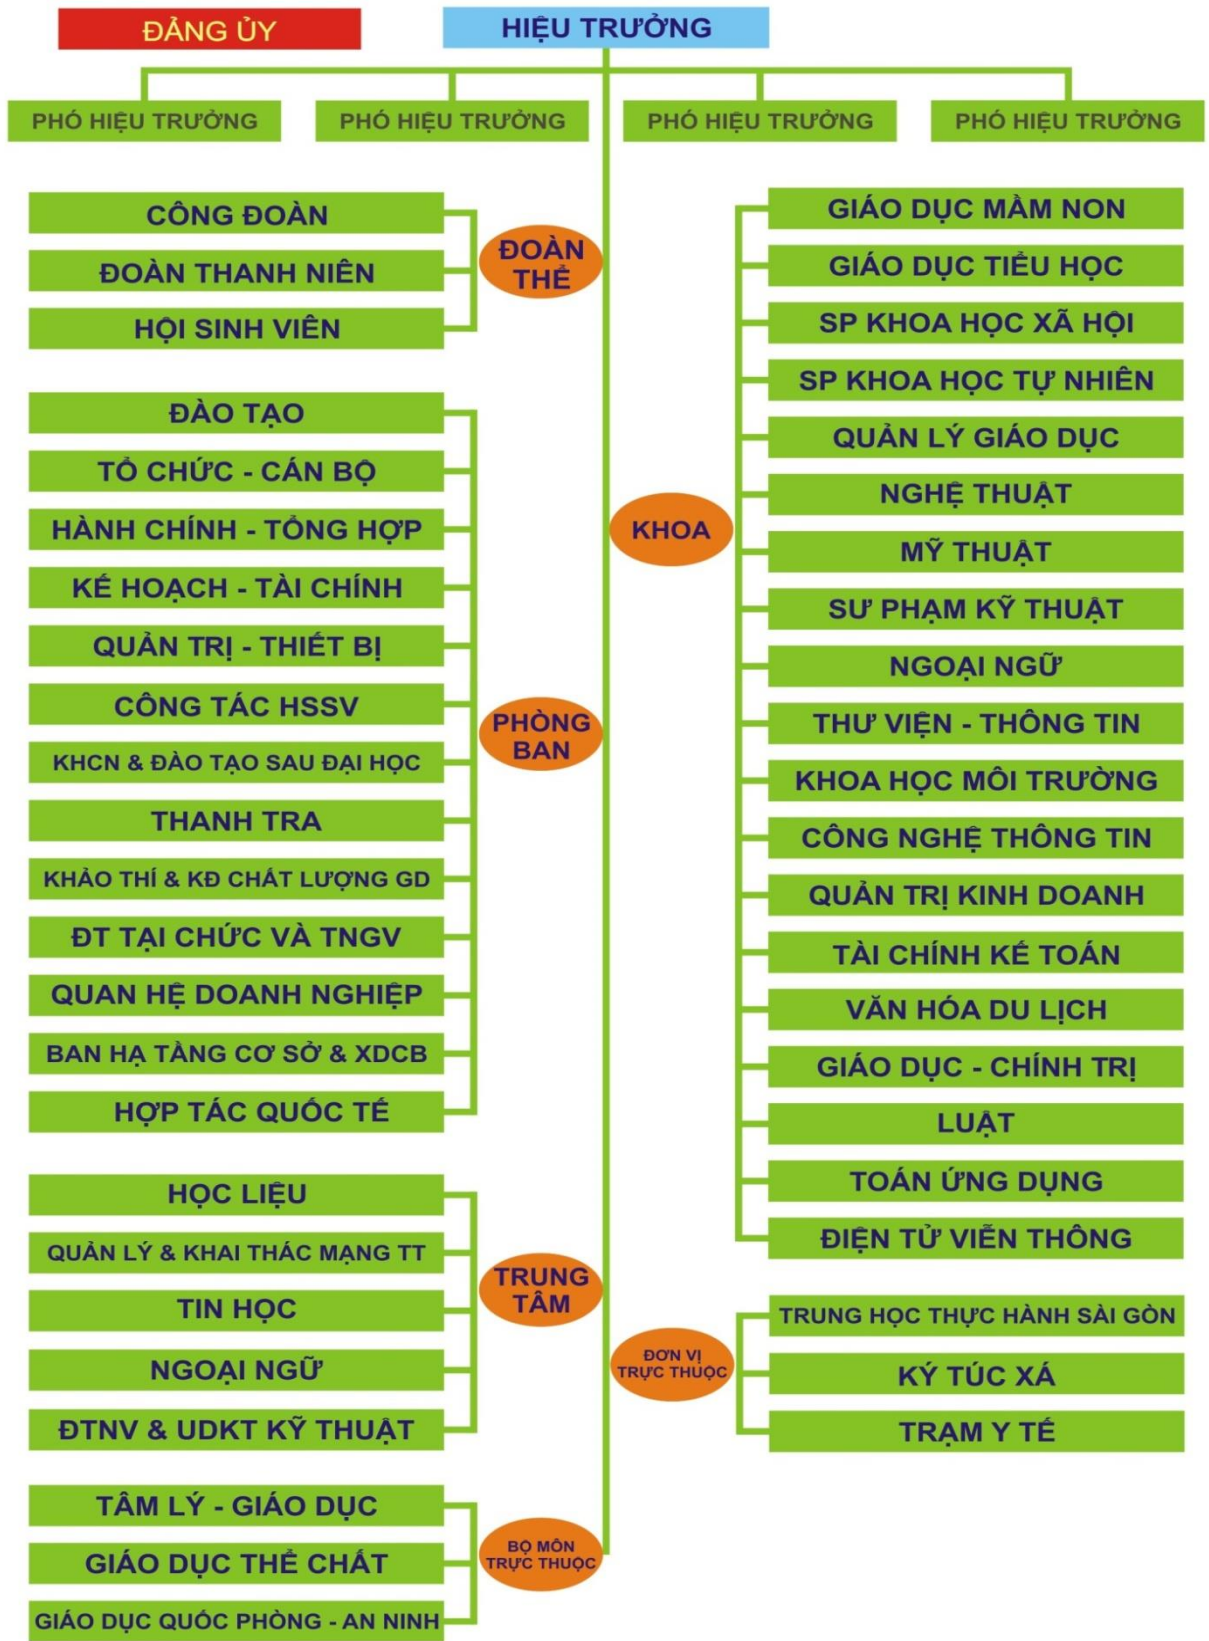 ĐẢNG ỦY
HIỆU TRƯỞNG
PHÓ HIỆU TRƯỞNG
PHÓ HIỆU TRƯỞNG
PHÓ HIỆU TRƯỞNG
PHÓ HIỆU TRƯỞNG
CÔNG ĐOÀN
ĐOÀN THANH NIÊN
HỘI SINH VIÊN
ĐOÀN
THỂ
ĐÀO TẠO
TỔ CHỨC - CÁN BỘ
HÀNH CHÍNH - TỔNG HỢP
KẾ HOẠCH - TÀI CHÍNH
QUẢN TRỊ - THIẾT BỊ
CÔNG TÁC HSSV
KHCN & ĐÀO TẠO SAU ĐẠI HỌC
THANH TRA
KHẢO THÍ & KĐ CHẤT LƯỢNG GD
ĐT TẠI CHỨC VÀ TNGV
QUAN HỆ DOANH NGHIỆP
BAN HẠ TẦNG CƠ SỞ & XDCB
HỢP TÁC QUỐC TẾ
PHÒNG
BAN
HỌC LIỆU
QUẢN LÝ & KHAI THÁC MẠNG TT
TIN HỌC
NGOẠI NGỮ
ĐTNV & UDKT KỸ THUẬT
TRUNG
TÂM
TÂM LÝ - GIÁO DỤC
GIÁO DỤC THỂ CHẤT
GIÁO DỤC QUỐC PHÒNG - AN NINH
BỘ MÔN
TRỰC THUỘC
KHOA
GIÁO DỤC MẦM NON
GIÁO DỤC TIỂU HỌC
SP KHOA HỌC XÃ HỘI
SP KHOA HỌC TỰ NHIÊN
QUẢN LÝ GIÁO DỤC
NGHỆ THUẬT
MỸ THUẬT
SƯ PHẠM KỸ THUẬT
NGOẠI NGỮ
THƯ VIỆN - THÔNG TIN
KHOA HỌC MÔI TRƯỜNG
CÔNG NGHỆ THÔNG TIN
QUẢN TRỊ KINH DOANH
TÀI CHÍNH KẾ TOÁN
VĂN HÓA DU LỊCH
GIÁO DỤC - CHÍNH TRỊ
LUẬT
TOÁN ỨNG DỤNG
ĐIỆN TỬ VIỄN THÔNG
ĐƠN VỊ
TRỰC THUỘC
TRUNG HỌC THỰC HÀNH SÀI GÒN
KÝ TÚC XÁ
TRẠM Y TẾ